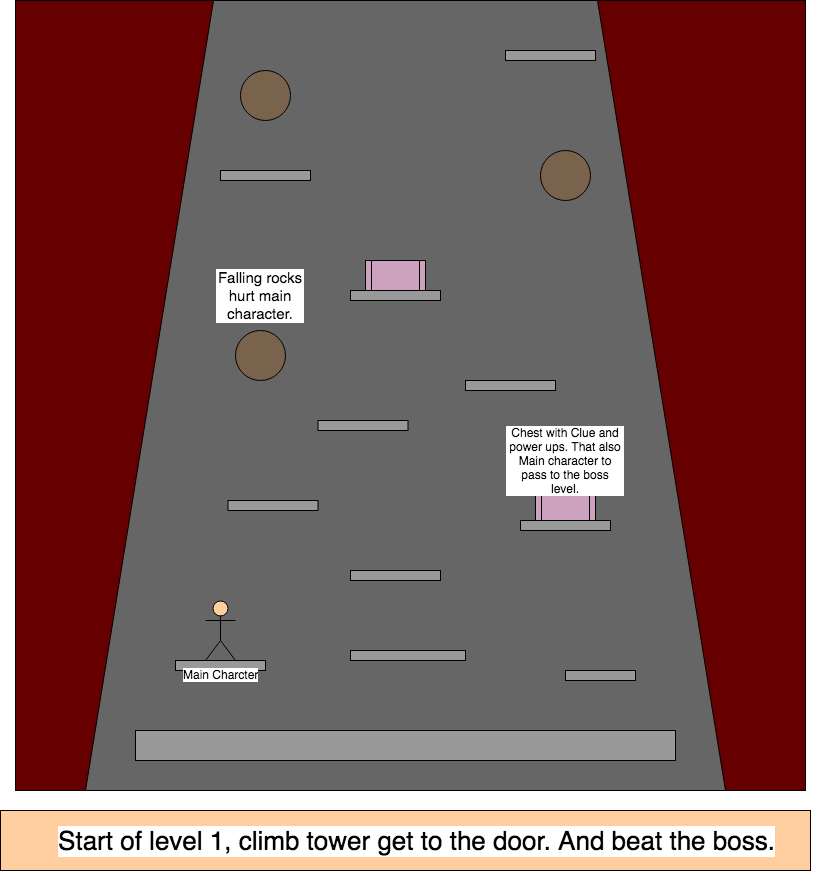 Falling rocks
hurt main
character.
Chest with Clue and
power ups. That also
Main character to
pass to the boss
level.
Main Charcter
Start of level 1, climb tower get to the door. And beat the boss.